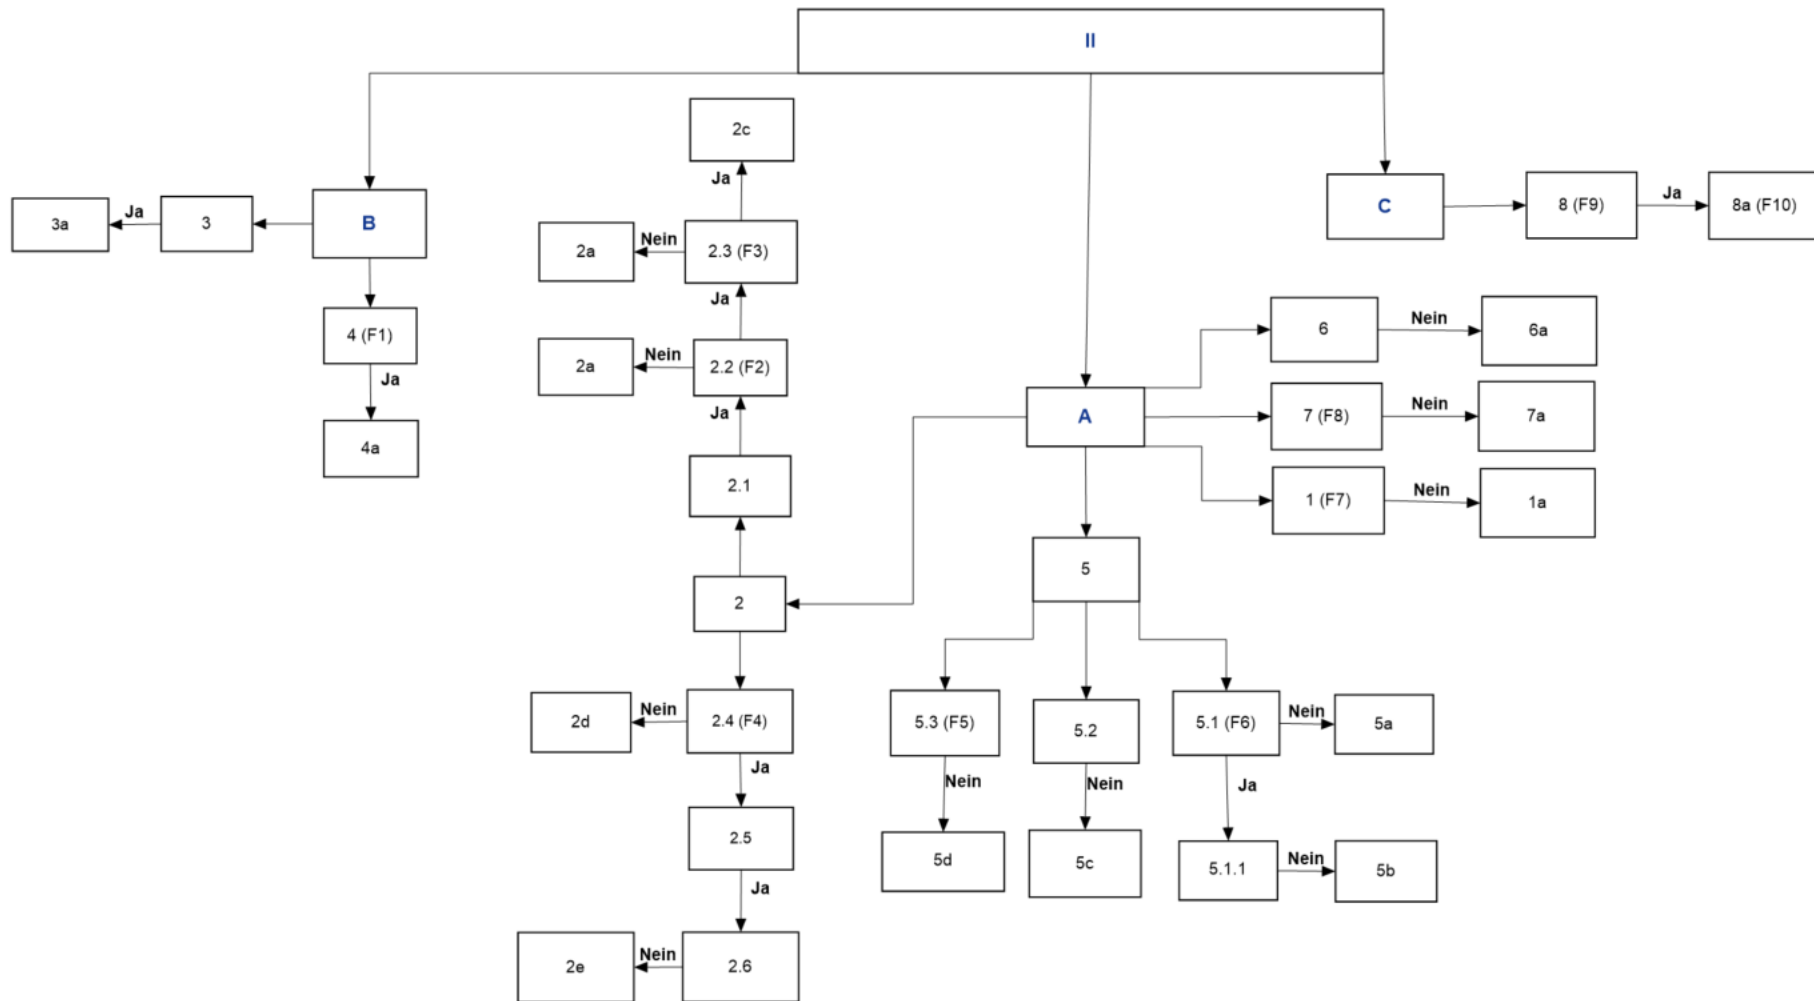 II
2c
Ja
3a
Ja
3
B
2a
Nein
2.3 (F3)
C
8 (F9)
Ja
8a (F10)
Ja
4 (F1)
2a
Nein
2.2 (F2)
6
Nein
6a
Ja
Ja
A
7 (F8)
Nein
7a
4a
2.1
1 (F7)
Nein
1a
5
2
2d
Nein
2.4 (F4)
5.3 (F5)
5.2
5.1 (F6)
Nein
5a
Ja
Nein
Nein
Ja
2.5
5d
5c
5.1.1
Nein
5b
Ja
2e
Nein
2.6